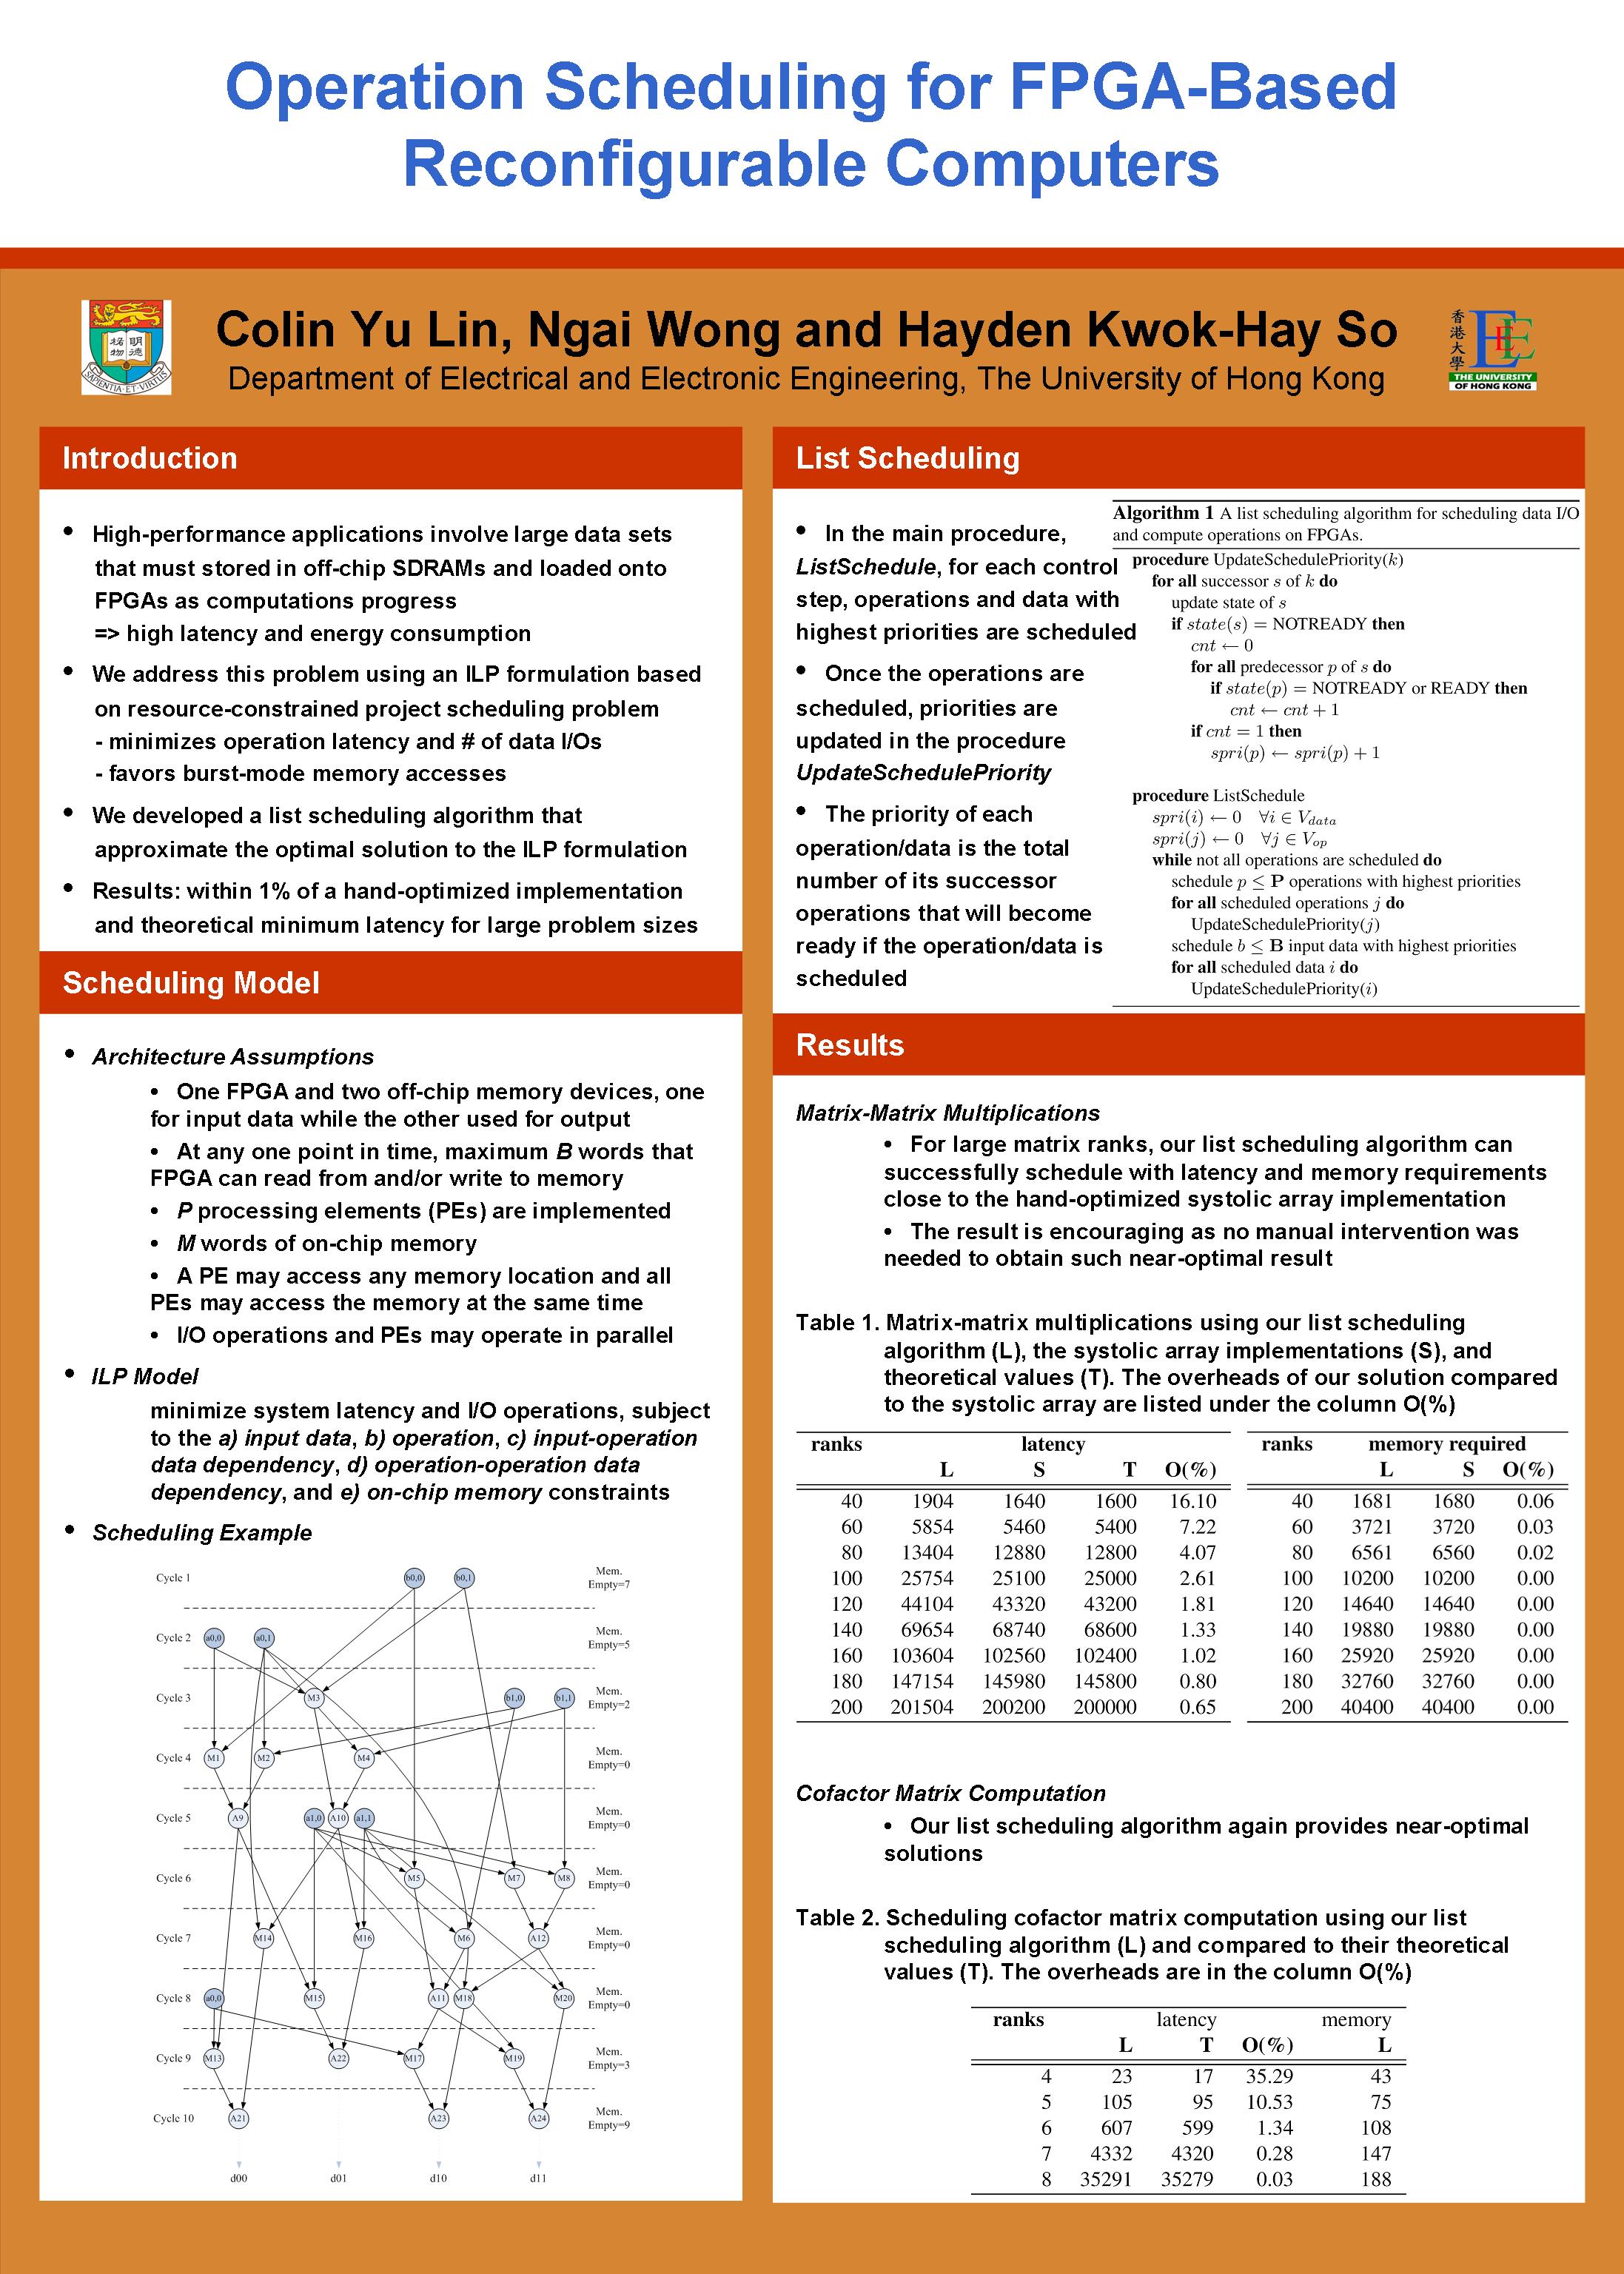 Operation Scheduling for FPGA-Based
Reconfigurable Computers
Colin Yu Lin, Ngai Wong and Hayden Kwok-Hay So
Department of Electrical and Electronic Engineering, The University of Hong Kong
SAPIENTIA·ET·VIRTUS
明德
格物
香港大學
EEE
THE UNIVERSITY
OF HONG KONG
Introduction
• High-performance applications involve large data sets
that must stored in off-chip SDRAMs and loaded onto
FPGAs as computations progress
=> high latency and energy consumption
• We address this problem using an ILP formulation based
on resource-constrained project scheduling problem
- minimizes operation latency and # of data I/Os
- favors burst-mode memory accesses
• We developed a list scheduling algorithm that
approximate the optimal solution to the ILP formulation
• Results: within 1% of a hand-optimized implementation
and theoretical minimum latency for large problem sizes
Scheduling Model
• Architecture Assumptions
• One FPGA and two off-chip memory devices, one
for input data while the other used for output
• At any one point in time, maximum B words that
FPGA can read from and/or write to memory
• P processing elements (PEs) are implemented
• M words of on-chip memory
• A PE may access any memory location and all
PEs may access the memory at the same time
• I/O operations and PEs may operate in parallel
• ILP Model
minimize system latency and I/O operations, subject
to the a) input data, b) operation, c) input-operation
data dependency, d) operation-operation data
dependency, and e) on-chip memory constraints
• Scheduling Example
Cycle 1 b0,0 b0,1 Mem.
Empty=7
Cycle 2 a0,0 a0,1 Mem.
Empty=5
Cycle 3 M3 b1,0 b1,1 Mem.
Empty=2
Cycle 4 M1 M2 M4 Mem.
Empty=0
Cycle 5 A9 a1,0 A10 a1,1 Mem.
Empty=0
Cycle 6 M5 M7 M8 Mem.
Empty=0
Cycle 7 M14 M16 M6 A12 Mem.
Empty=0
Cycle 8 a0,0 M15 A11 M18 M20 Mem.
Empty=0
Cycle 9 M13 A22 M17 M19 Mem.
Empty=3
Cycle 10 A21 A23 A24 Mem.
Empty=9
d00 d01 d10 d11
List Scheduling
• In the main procedure,
ListSchedule, for each control
step, operations and data with
highest priorities are scheduled
• Once the operations are
scheduled, priorities are
updated in the procedure
UpdateSchedulePriority
• The priority of each
operation/data is the total
number of its successor
operations that will become
ready if the operation/data is
scheduled
Algorithm 1 A list scheduling algorithm for scheduling data I/O
and compute operations on FPGAs.
procedure UpdateSchedulePriority(k)
for all successor s of k do
update state of s
if state(s) = NOTREADY then
cnt ← 0
for all predecessor p of s do
if state(p) = NOTREADY or READY then
cnt ← cnt + 1
if cnt = 1 then
spri(p) ← spri(p) + 1
procedure ListSchedule
spri(i) ← 0 ∀i ∈ Vdata
spri(j) ← 0 ∀j ∈ Vop
while not all operations are scheduled do
schedule p ≤ P operations with highest priorities
for all scheduled operations j do
UpdateSchedulePriority(j)
schedule b ≤ B input data with highest priorities
for all scheduled data i do
UpdateSchedulePriority(i)
Results
Matrix-Matrix Multiplications
• For large matrix ranks, our list scheduling algorithm can
successfully schedule with latency and memory requirements
close to the hand-optimized systolic array implementation
• The result is encouraging as no manual intervention was
needed to obtain such near-optimal result
Table 1. Matrix-matrix multiplications using our list scheduling
algorithm (L), the systolic array implementations (S), and
theoretical values (T). The overheads of our solution compared
to the systolic array are listed under the column O(%)
ranks latency
L S T O(%)
40 1904 1640 1600 16.10
60 5854 5460 5400 7.22
80 13404 12880 12800 4.07
100 25754 25100 25000 2.61
120 44104 43320 43200 1.81
140 69654 68740 68600 1.33
160 103604 102560 102400 1.02
180 147154 145980 145800 0.80
200 201504 200200 200000 0.65
ranks memory required
L S O(%)
40 1681 1680 0.06
60 3721 3720 0.03
80 6561 6560 0.02
100 10200 10200 0.00
120 14640 14640 0.00
140 19880 19880 0.00
160 25920 25920 0.00
180 32760 32760 0.00
200 40400 40400 0.00
Cofactor Matrix Computation
• Our list scheduling algorithm again provides near-optimal
solutions
Table 2. Scheduling cofactor matrix computation using our list
scheduling algorithm (L) and compared to their theoretical
values (T). The overheads are in the column O(%)
ranks latency memory
L T O(%) L
4 23 17 35.29 43
5 105 95 10.53 75
6 607 599 1.34 108
7 4332 4320 0.28 147
8 35291 35279 0.03 188